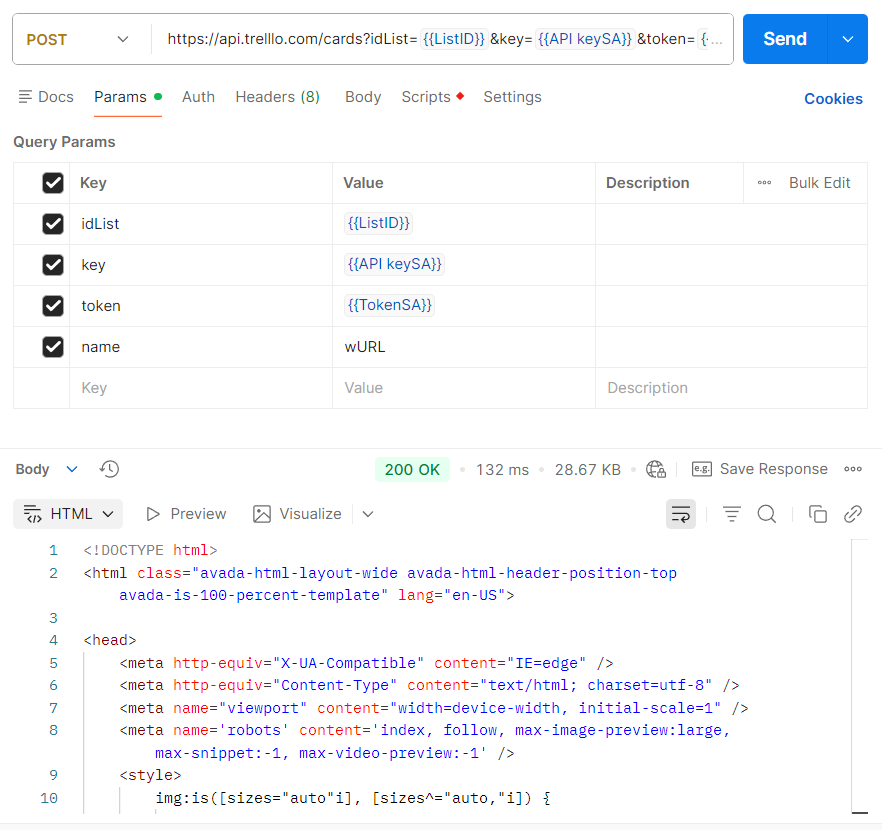 POST https://api.trelllo.com/cards?idList= {{ListID}} &key= {{API keySA}} &token= {{ ... Send
Docs Params Auth Headers (8) Body Scripts Settings Cookies
Query Params
Key Value Description Bulk Edit
idList {{ListID}}
key {{API keySA}}
token {{TokenSA}}
name wURL
Key Value Description
Body 200 OK 132 ms 28.67 KB e.g. Save Response
HTML Preview Visualize
1 <!DOCTYPE html>
2 <html class="avada-html-layout-wide avada-html-header-position-top
avada-is-100-percent-template" lang="en-US">
3
4 <head>
5 <meta http-equiv="X-UA-Compatible" content="IE=edge" />
6 <meta http-equiv="Content-Type" content="text/html; charset=utf-8" />
7 <meta name="viewport" content="width=device-width, initial-scale=1" />
8 <meta name='robots' content='index, follow, max-image-preview:large,
max-snippet:-1, max-video-preview:-1' />
9 <style>
10 img:is([sizes="auto"i], [sizes^="auto,"i]) {